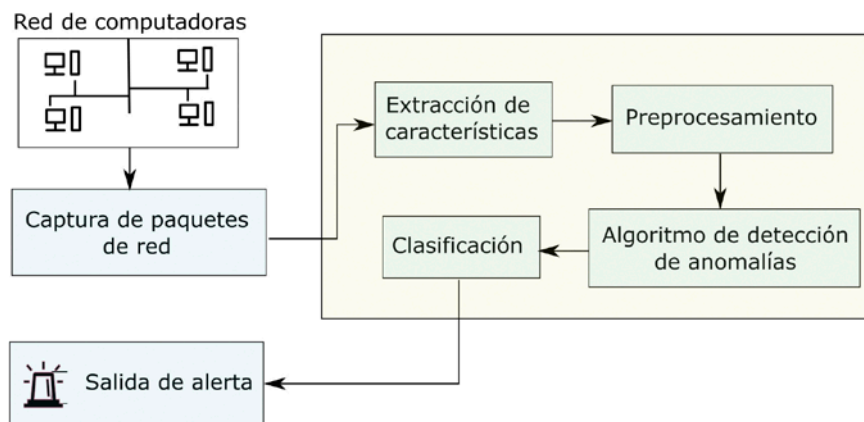 Red de computadoras
Extracción de
características
Preprocesamiento
Captura de paquetes
de red
Clasificación
Algoritmo de detección
de anomalías
Salida de alerta